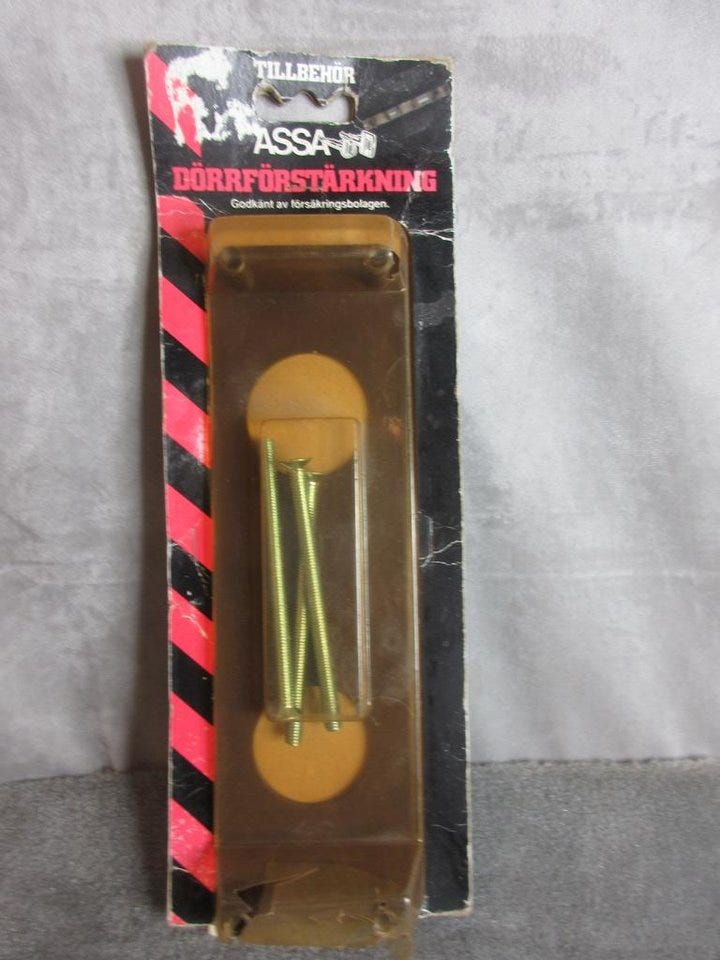 TILLBEHÖR
ASSA
DÖRRFÖRSTÄRKNING
Godkänt av försäkringsbolagen.